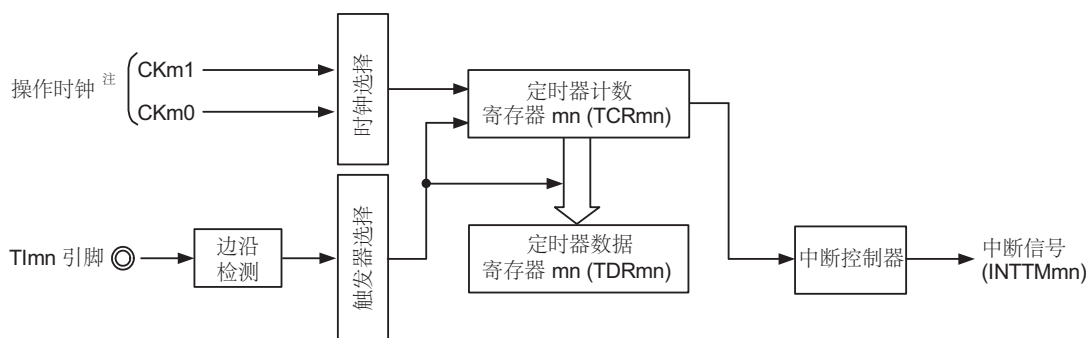 操作时钟 注
CKm1
CKm0
时钟选择
定时器计数
寄存器 mn (TCRmn)
TImn 引脚
边沿
检测
触发器选择
定时器数据
寄存器 mn (TDRmn)
中断控制器
中断信号
(INTTMmn)